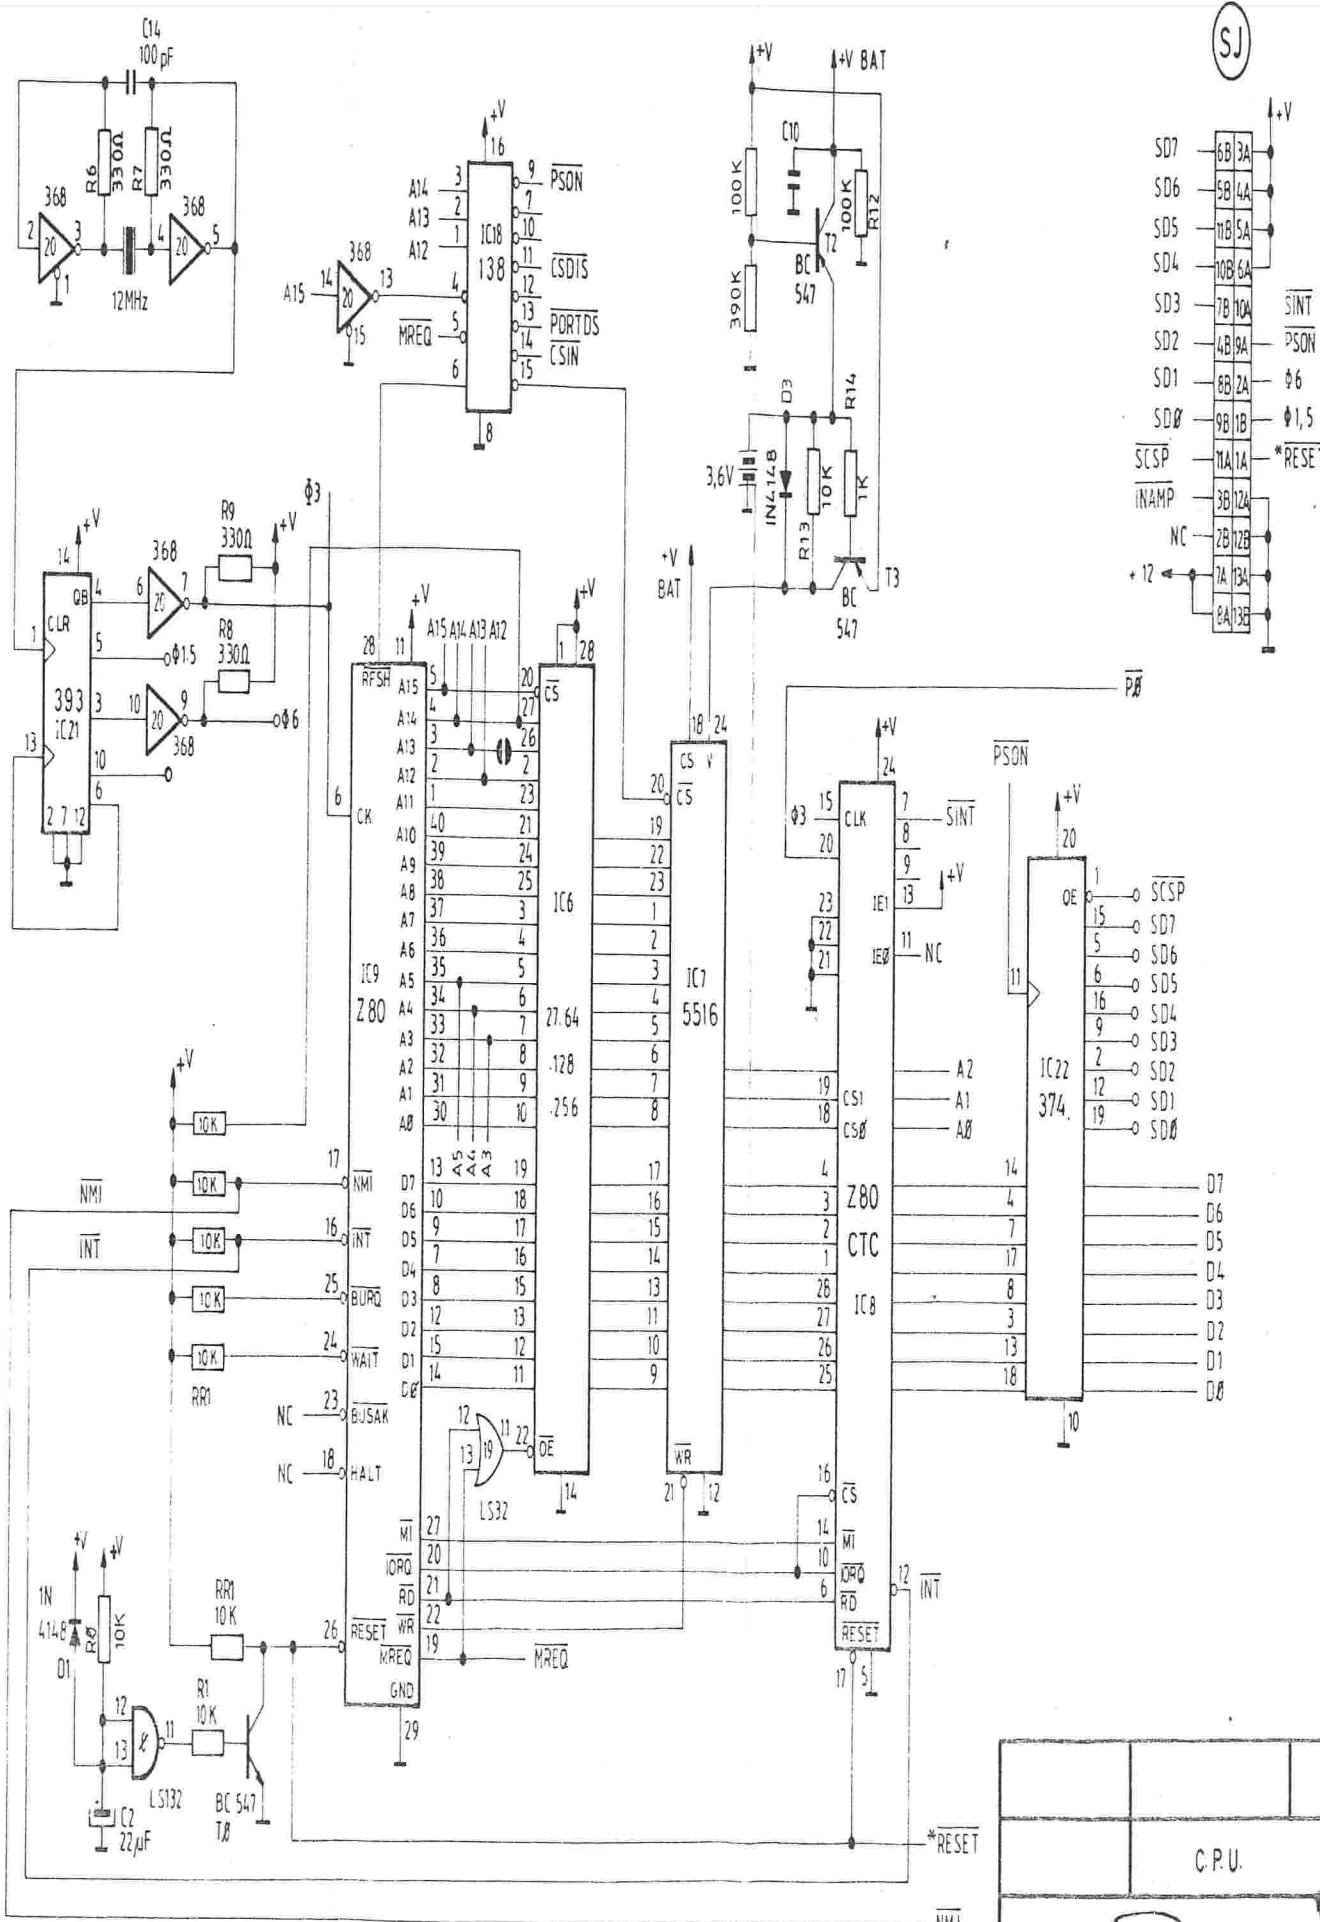 C14
100 pF
R6
330Ω
R7
330Ω
368
2
20
3
1
12MHz
368
4
20
5
+V
16
A14
3
A13
2
A12
1
IC18
138
9
PSON
7
10
11
CSDIS
12
13
PORTDS
14
CSIN
15
368
A15
14
20
13
15
4
MREQ
5
6
8
+V
+V BAT
C10
100K
100K
R12
T2
BC
547
390K
D3
R14
3,6V
1N4148
10K
1K
R13
T3
BC
547
SJ
+V
SD7
6B
3A
SD6
5B
4A
SD5
11B
5A
SD4
10B
6A
SD3
7B
10A
SINT
SD2
4B
9A
PSON
SD1
8B
2A
Φ6
SDØ
9B
1B
Φ1,5
SCSP
11A
1A
*RESET
INAMP
3B
12A
NC
2B
12B
+12
7A
13A
8A
13B
+V
14
QB
CLR
1
393
IC21
13
2 7 12
4
5
Φ1.5
3
10
6
368
6
20
7
R9
330Ω
+V
R8
330Ω
10
20
9
368
Φ6
Φ3
28
RFSH
11
+V
6
CK
IC9
Z80
A15
5
A14
4
A13
3
A12
2
A11
1
A10
40
A9
39
A8
38
A7
37
A6
36
A5
35
A4
34
A3
33
A2
32
A1
31
AØ
30
A15 A14 A13 A12
A5
A4
A3
D7
13
D6
10
D5
9
D4
7
D3
8
D2
12
D1
15
DØ
14
+V
1
28
20
CS
27
26
2
23
21
24
25
3
4
5
6
7
8
9
10
IC6
27.64
.128
.256
19
18
17
16
15
13
12
11
12
13
19
11
22
OE
LS32
14
+V
BAT
18
24
CS
V
20
CS
19
22
23
1
2
3
4
5
6
7
8
IC7
5516
17
16
15
14
13
11
10
9
WR
21
12
PØ
+V
24
Φ3
15
CLK
20
7
SINT
8
9
+V
13
IE1
23
22
21
11
IEØ
NC
A2
19
CS1
A1
18
CSØ
AØ
4
3
2
1
28
27
26
25
Z80
CTC
IC8
16
CS
14
M1
10
IORQ
6
RD
12
INT
RESET
17
5
PSON
+V
20
11
IC22
374
OE
1
SCSP
15
SD7
5
SD6
6
SD5
16
SD4
9
SD3
2
SD2
12
SD1
19
SDØ
14
D7
4
D6
7
D5
17
D4
8
D3
3
D2
13
D1
18
DØ
10
+V
10K
NMI
10K
17
NMI
INT
10K
16
INT
10K
25
BURQ
10K
24
WAIT
RR1
NC
23
BUSAK
NC
18
HALT
M1
27
IORQ
20
RD
21
WR
22
MREQ
19
MREQ
GND
29
26
RESET
RR1
10K
+V
+V
1N
4148
D1
RØ
10K
12
13
11
LS132
R1
10K
BC 547
TØ
C2
22µF
*RESET
NMI
C.P.U.